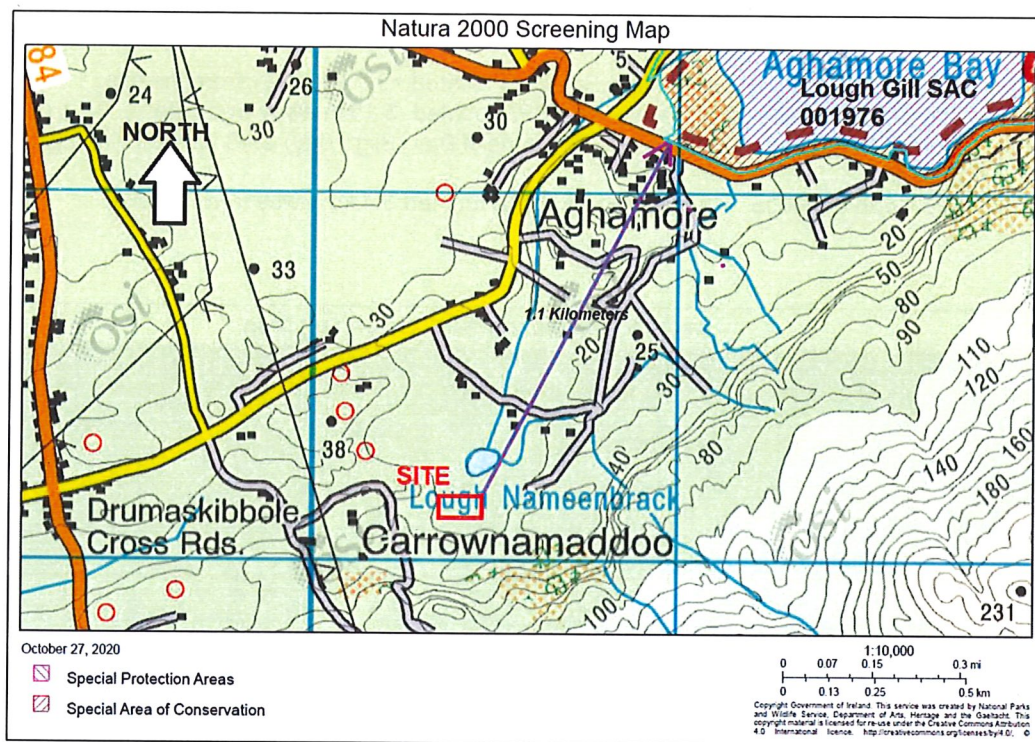 Natura 2000 Screening Map
84
24
26
30
NORTH
30
5
Aghamore Bay
Lough Gill SAC
001976
osi
Aghamore
33
osi
30
1.1 Kilometers
20
25
30
20
50
80
90
110
120
140
160
180
38
40
80
SITE
Lough Nameenbrack
osi
Drumaskibbole
Cross Rds.
Carrownamaddoo
100
231
October 27, 2020
Special Protection Areas
Special Area of Conservation
1:10,000
0 0.07 0.15 0.3 mi
0 0.13 0.25 0.5 km
Copyright Government of Ireland. This service was created by National Parks
and Wildlife Service, Department of Arts, Heritage and the Gaeltacht. This
copyright material is licensed for re-use under the Creative Commons Attribution
4.0 International licence. http://creativecommons.org/licenses/by/4.0/. ©